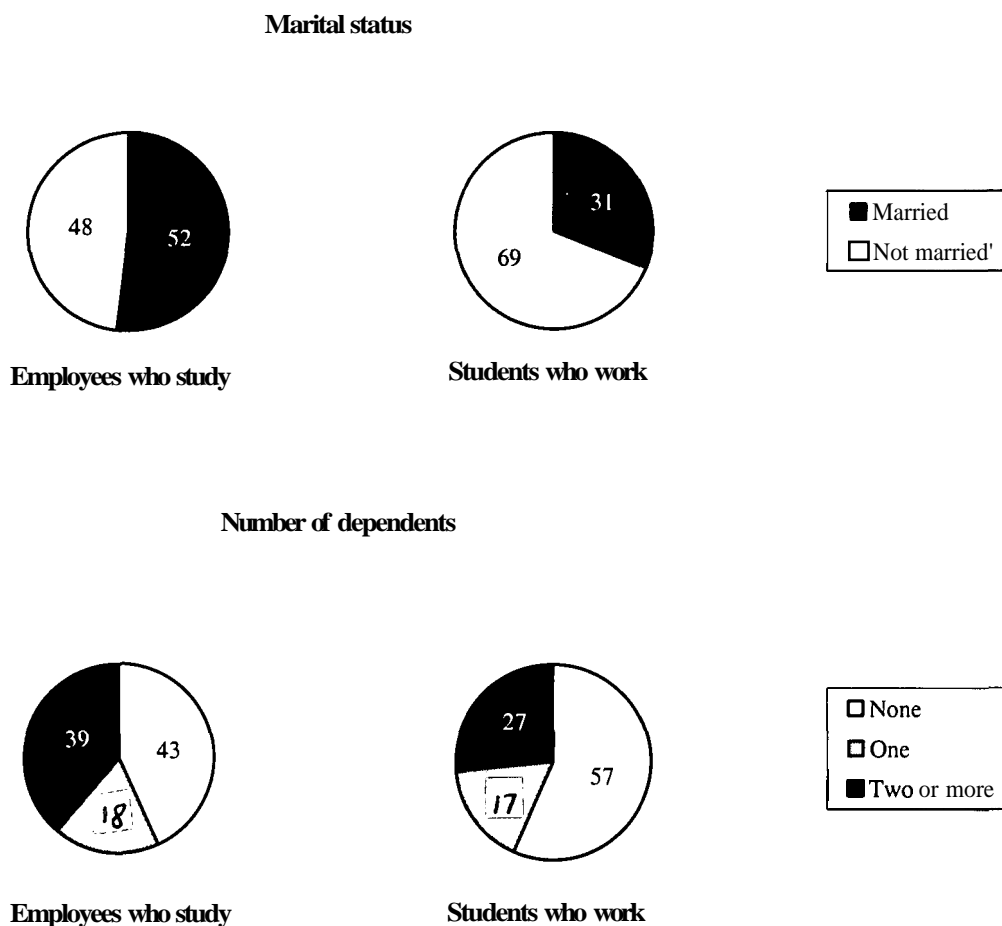 Marital status
48
52
31
69
Married
Not married'
Employees who study
Students who work
Number of dependents
39
43
18
27
57
17
None
One
Two or more
Employees who study
Students who work